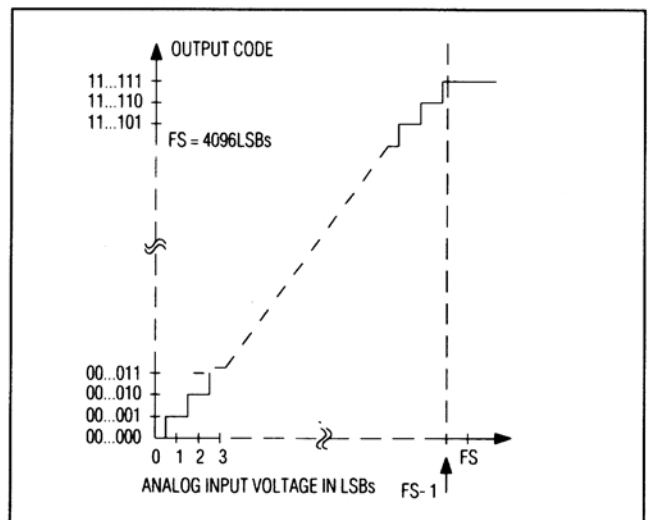 OUTPUT CODE
11...111
11...110
11...101
FS = 4096LSBs
00...011
00...010
00...001
00...000
0 1 2 3
FS
ANALOG INPUT VOLTAGE IN LSBs
FS-1